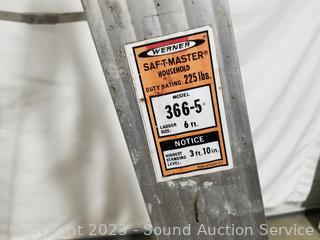 WERNER
SAF-T-MASTER®
HOUSEHOLD
DUTY RATING: 225 lbs.
MODEL
366-5
LADDER SIZE: 6 ft.
NOTICE
HIGHEST STANDING LEVEL: 3 ft. 10 in.
Copyright 2023 - Sound Auction Service